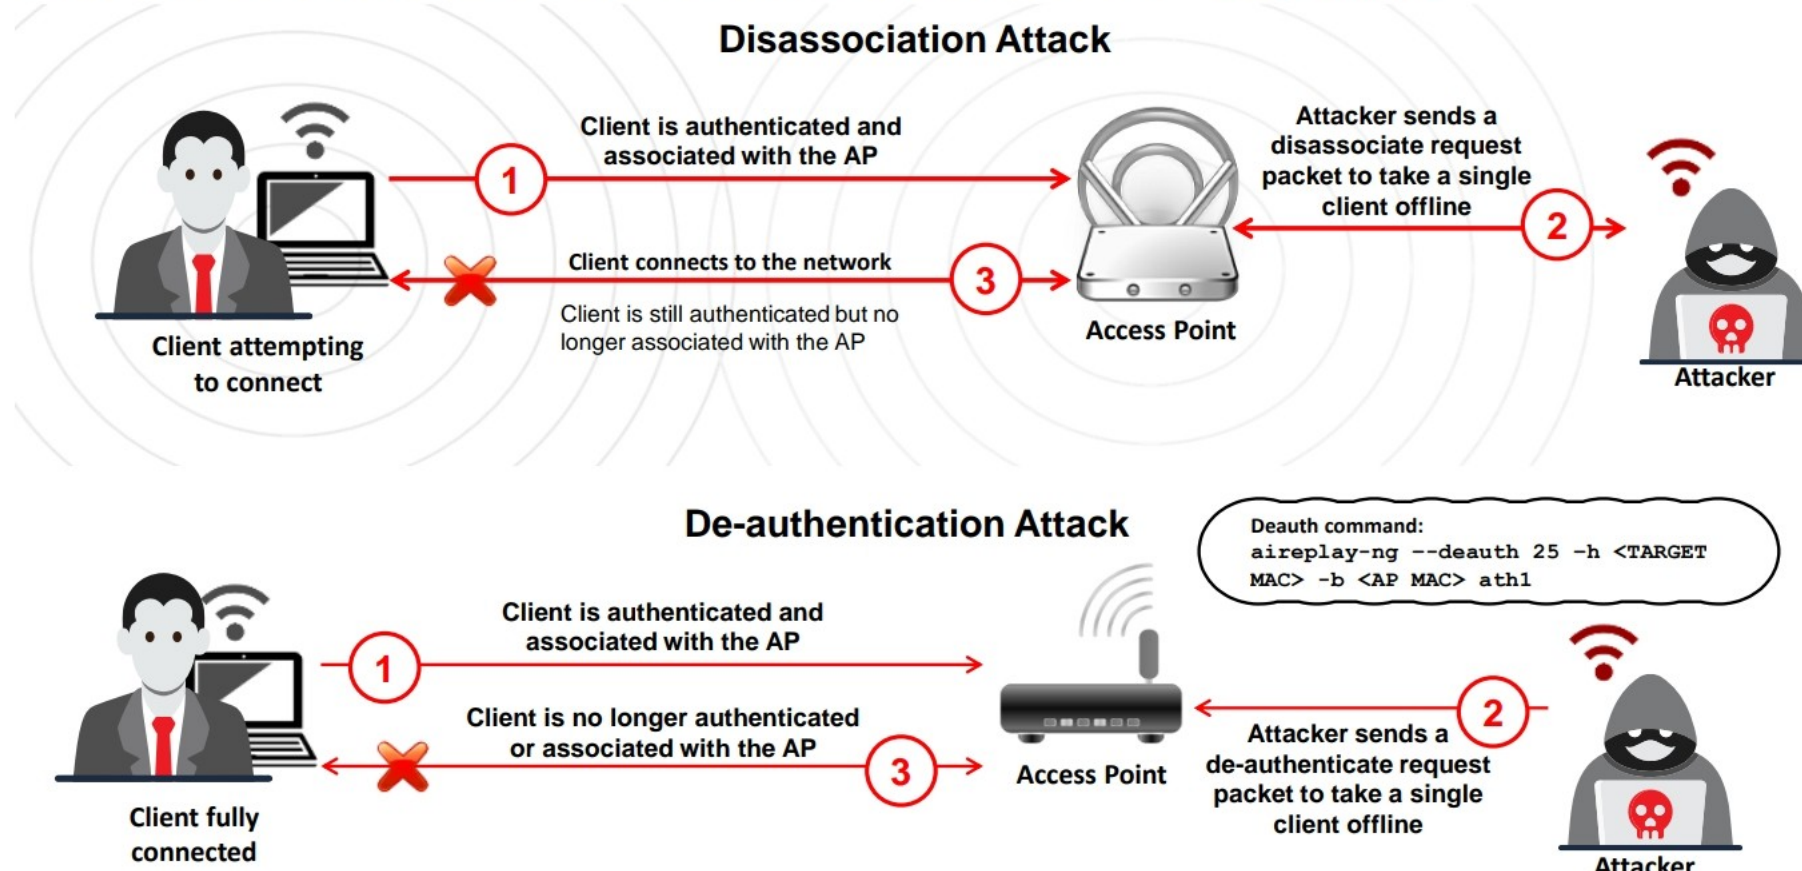 Disassociation Attack
Client is authenticated and
associated with the AP
1
Attacker sends a
disassociate request
packet to take a single
client offline
2
Client connects to the network
3
Client is still authenticated but no
longer associated with the AP
Client attempting
to connect
Access Point
Attacker
De-authentication Attack
Deauth command:
aireplay-ng --deauth 25 –h <TARGET
MAC> -b <AP MAC> ath1
Client is authenticated and
associated with the AP
1
Client is no longer authenticated
or associated with the AP
3
2
Attacker sends a
de-authenticate request
packet to take a single
client offline
Access Point
Client fully
connected
Attacker